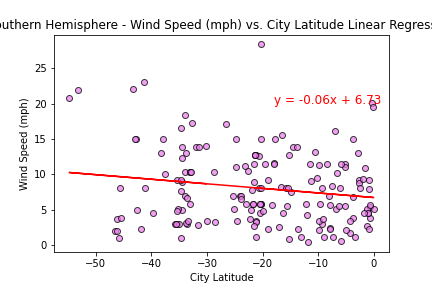 outhern Hemisphere - Wind Speed (mph) vs. City Latitude Linear Regress
25
20
15
10
5
0
Wind Speed (mph)
y = -0.06x + 6.73
−50 −40 −30 −20 −10 0
City Latitude